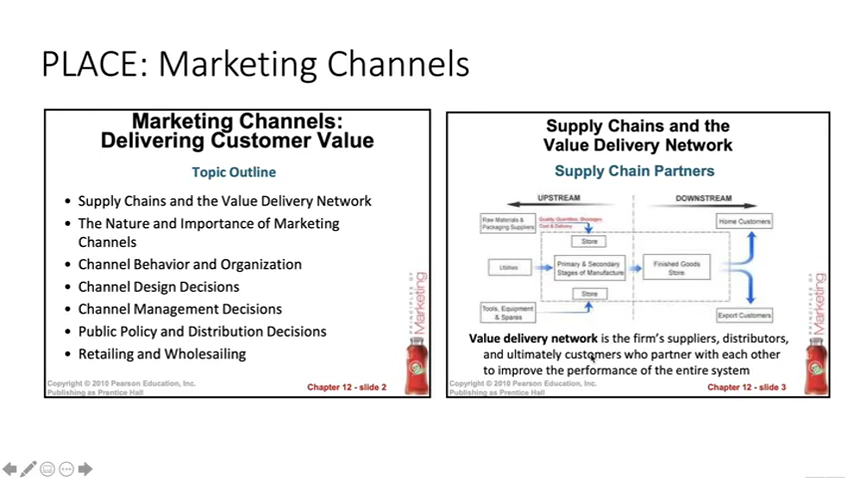 PLACE: Marketing Channels
Marketing Channels:
Delivering Customer Value
Topic Outline
• Supply Chains and the Value Delivery Network
• The Nature and Importance of Marketing
Channels
• Channel Behavior and Organization
• Channel Design Decisions
• Channel Management Decisions
• Public Policy and Distribution Decisions
• Retailing and Wholesailing
Copyright © 2010 Pearson Education, Inc.
Publishing as Prentice Hall
Chapter 12 - slide 2
PRINCIPLES OF
Marketing
Supply Chains and the
Value Delivery Network
Supply Chain Partners
UPSTREAM
DOWNSTREAM
Raw Materials &
Packaging Suppliers
Quality, Quantities, Shortages
Cost & Delivery
Home Customers
Store
Utilities
Primary & Secondary
Stages of Manufacture
Finished Goods
Store
Store
Tools, Equipment
& Spares
Export Customers
Value delivery network is the firm's suppliers, distributors,
and ultimately customers who partner with each other
to improve the performance of the entire system
Copyright © 2010 Pearson Education, Inc.
Publishing as Prentice Hall
Chapter 12 - slide 3
PRINCIPLES OF
Marketing